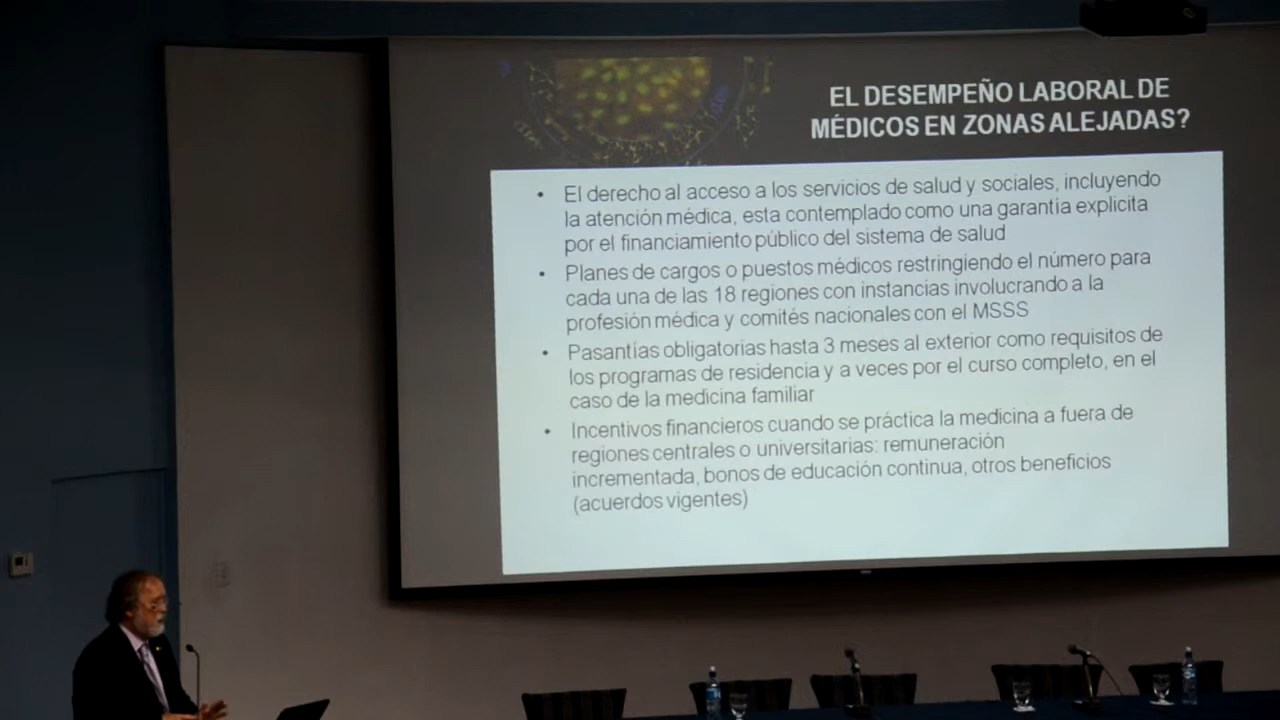 EL DESEMPEÑO LABORAL DE
MÉDICOS EN ZONAS ALEJADAS?
• El derecho al acceso a los servicios de salud y sociales, incluyendo
la atención médica, esta contemplado como una garantía explicita
por el financiamiento público del sistema de salud
• Planes de cargos o puestos médicos restringiendo el número para
cada una de las 18 regiones con instancias involucrando a la
profesión médica y comités nacionales con el MSSS
• Pasantías obligatorias hasta 3 meses al exterior como requisitos de
los programas de residencia y a veces por el curso completo, en el
caso de la medicina familiar
• Incentivos financieros cuando se práctica la medicina a fuera de
regiones centrales o universitarias: remuneración
incrementada, bonos de educación continua, otros beneficios
(acuerdos vigentes)